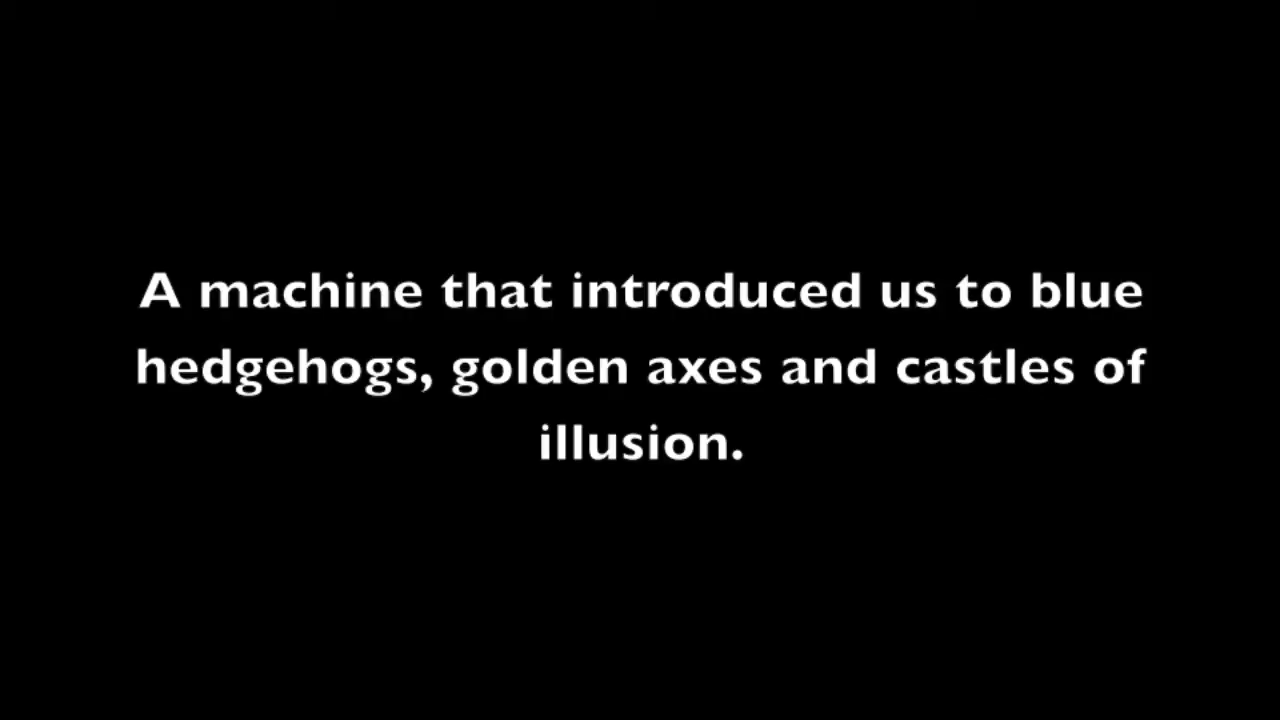 A machine that introduced us to blue
hedgehogs, golden axes and castles of
illusion.